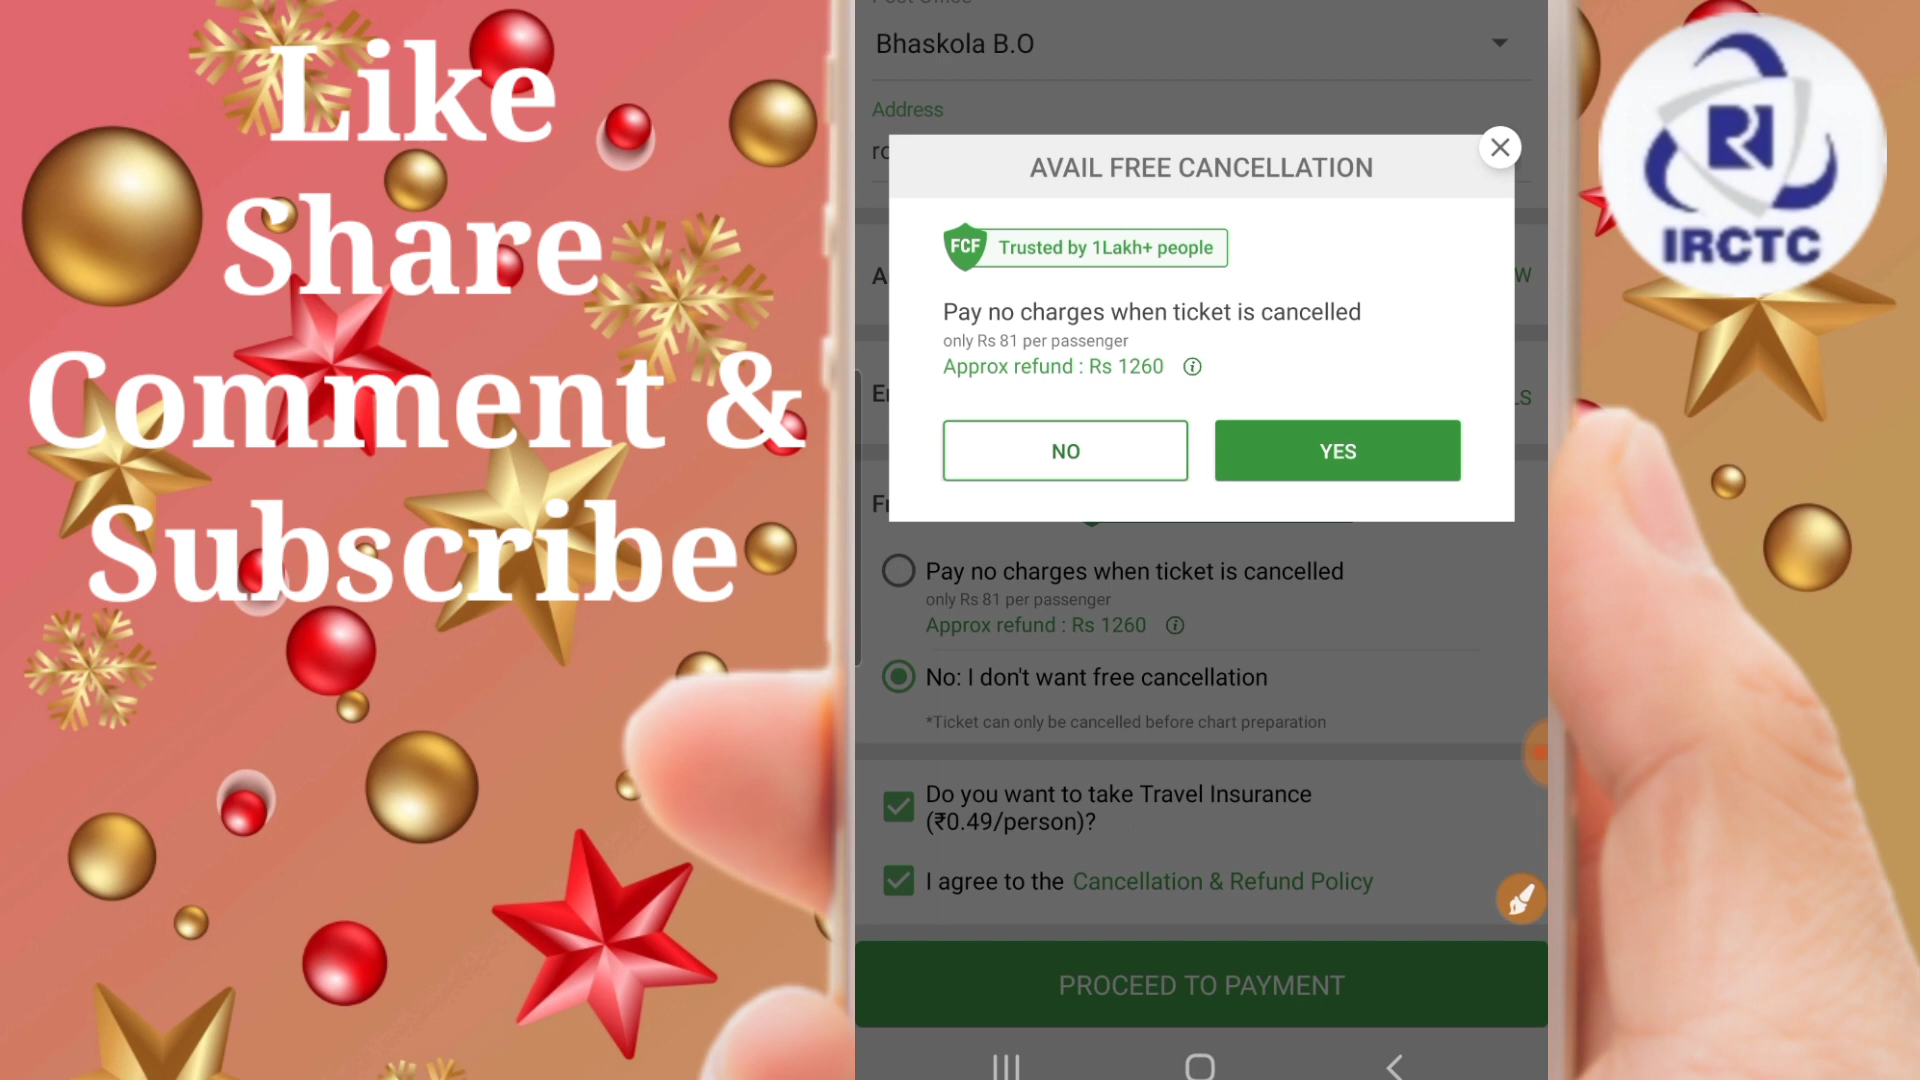 Like
Share
Comment &
Subscribe
Bhaskola B.O
Address
AVAIL FREE CANCELLATION
FCF Trusted by 1Lakh+ people
Pay no charges when ticket is cancelled
only Rs 81 per passenger
Approx refund : Rs 1260
NO YES
Pay no charges when ticket is cancelled
only Rs 81 per passenger
Approx refund : Rs 1260
No: I don't want free cancellation
*Ticket can only be cancelled before chart preparation
Do you want to take Travel Insurance
(₹0.49/person)?
I agree to the Cancellation & Refund Policy
PROCEED TO PAYMENT
IRCTC